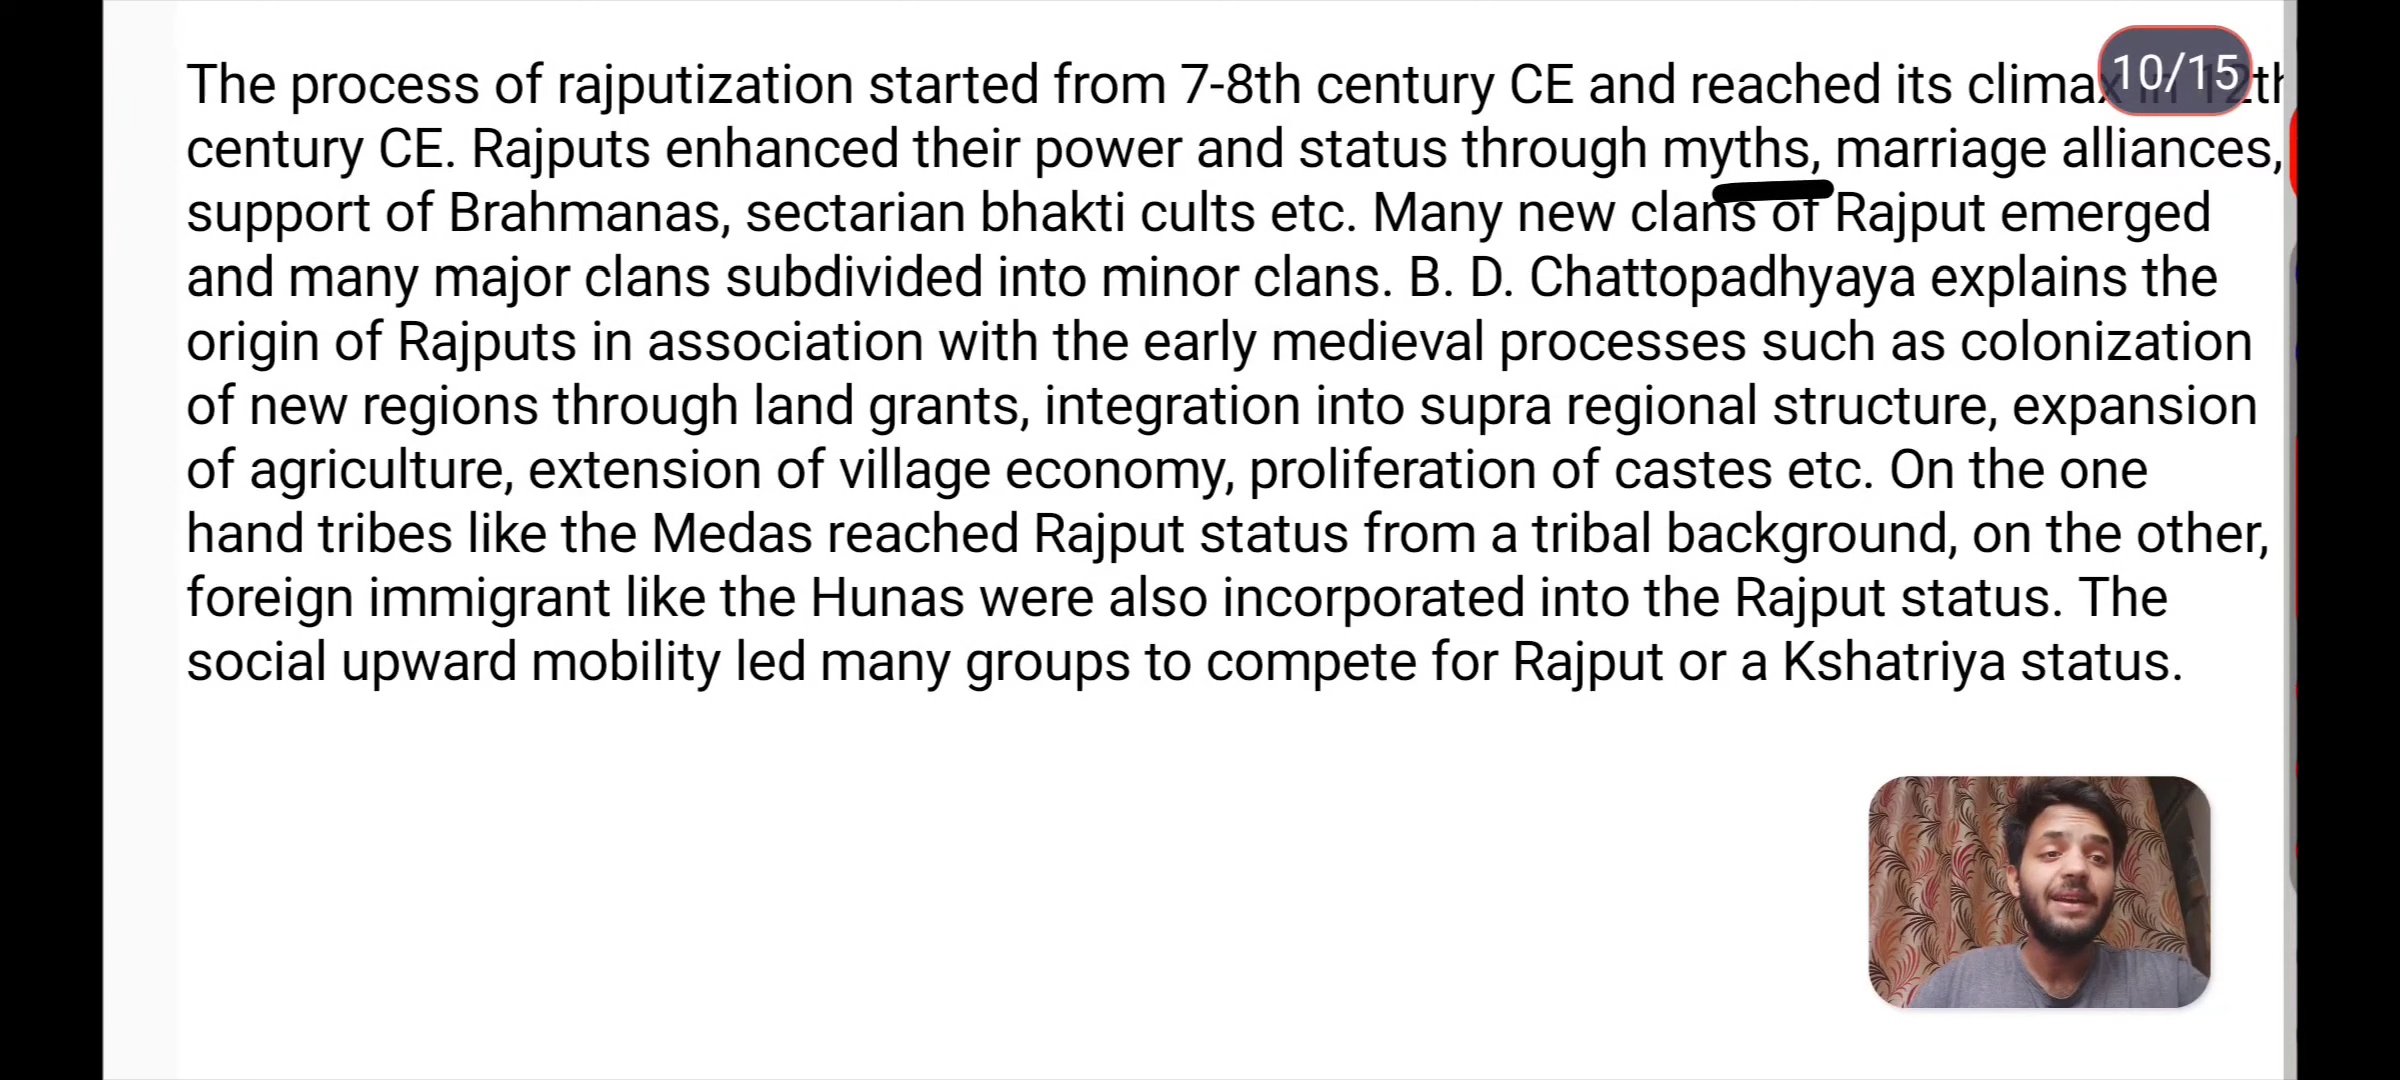 The process of rajputization started from 7-8th century CE and reached its climax in 12th
10/15
century CE. Rajputs enhanced their power and status through myths, marriage alliances,
support of Brahmanas, sectarian bhakti cults etc. Many new clans of Rajput emerged
and many major clans subdivided into minor clans. B. D. Chattopadhyaya explains the
origin of Rajputs in association with the early medieval processes such as colonization
of new regions through land grants, integration into supra regional structure, expansion
of agriculture, extension of village economy, proliferation of castes etc. On the one
hand tribes like the Medas reached Rajput status from a tribal background, on the other,
foreign immigrant like the Hunas were also incorporated into the Rajput status. The
social upward mobility led many groups to compete for Rajput or a Kshatriya status.